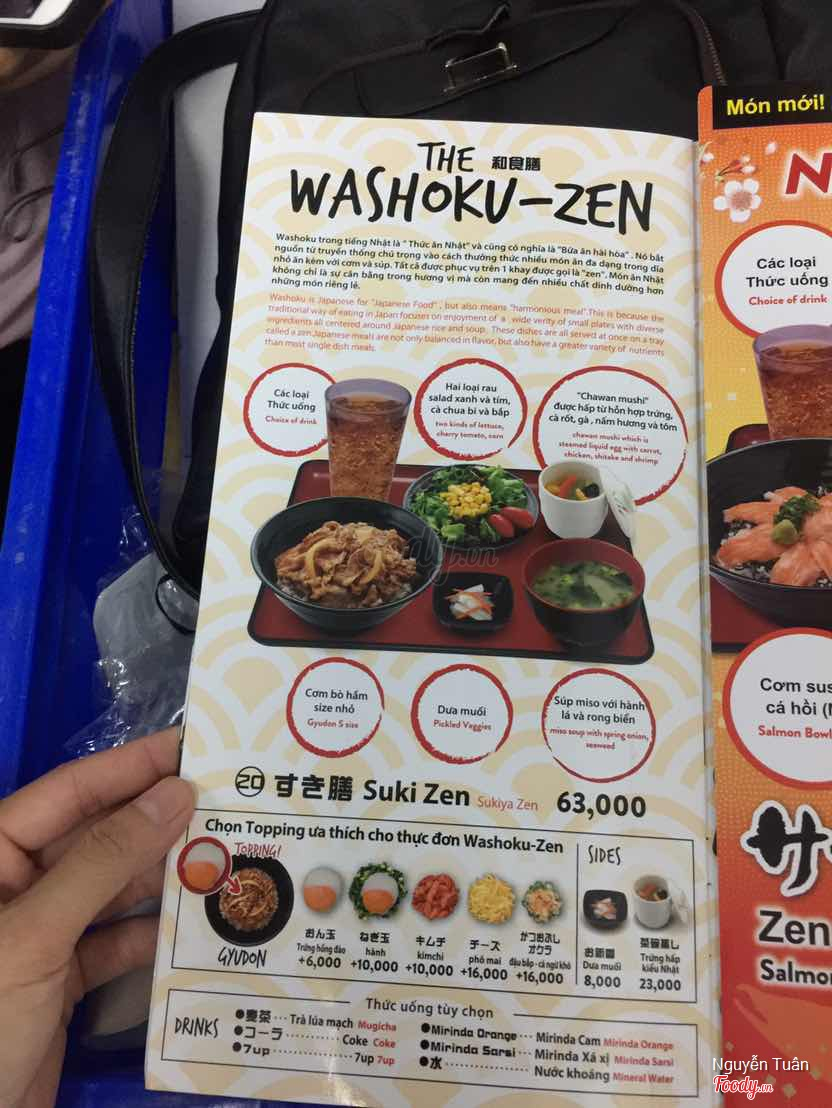 Món mới!
THE 和食膳
WASHOKU-ZEN
Washoku trong tiếng Nhật là " Thức ăn Nhật" và cũng có nghĩa là "Bữa ăn hài hòa" . Nó bắt
nguồn từ truyền thống chú trọng vào cách thưởng thức nhiều món ăn đa dạng trong dĩa
nhỏ ăn kèm với cơm và súp. Tất cả được phục vụ trên 1 khay được gọi là "zen". Món ăn Nhật
không chỉ là sự cân bằng trong hương vị mà còn mang đến nhiều chất dinh dưỡng hơn
những món riêng lẻ.
Washoku is Japanese for "Japanese Food" , but also means "harmonious meal".This is because the
traditional way of eating in Japan focuses on enjoyment of a wide verity of small plates with diverse
ingredients all centered around Japanese rice and soup. These dishes are all served at once on a tray
called a zen.Japanese meals are not only balanced in flavor, but also have a greater variety of nutrients
than most single dish meals.
Các loại
Thức uống
Choice of drink
Hai loại rau
salad xanh và tím,
cà chua bi và bắp
two kinds of lettuce,
cherry tomato, corn
"Chawan mushi"
được hấp từ hỗn hợp trứng,
cà rốt, gà , nấm hương và tôm
chawan mushi which is
steamed liquid egg with carrot,
chicken, shitake and shrimp
Cơm bò hầm
size nhỏ
Gyudon S size
Dưa muối
Pickled Vaggies
Súp miso với hành
lá và rong biển
miso soup with spring onion,
seaweed
20 すき膳 Suki Zen Sukiya Zen 63,000
Chọn Topping ưa thích cho thực đơn Washoku-Zen
TOPPING!
GYUDON
おん玉
Trứng hồng đào
+6,000
ねぎ玉
hành
+10,000
キムチ
kimchi
+10,000
チーズ
phô mai
+16,000
かつおぶし
オクラ
đậu bắp - cá ngừ khô
+16,000
SIDES
お新香
Dưa muối
8,000
茶碗蒸し
Trứng hấp
kiểu Nhật
23,000
Thức uống tùy chọn
DRINKS
●麦茶 ··· Trà lúa mạch Mugicha
●コーラ ··········· Coke Coke
●7up ················ 7up 7up
●Mirinda Orange ··· Mirinda Cam Mirinda Orange
●Mirinda Sarsi ··· Mirinda Xá xị Mirinda Sarsi
●水 ·············· Nước khoáng Mineral Water
N
Các loại
Thức uống
Choice of drink
Cơm sus
cá hồi (
Salmon Bowl
サ
Zen
Salmo
Nguyễn Tuân
Foody.vn